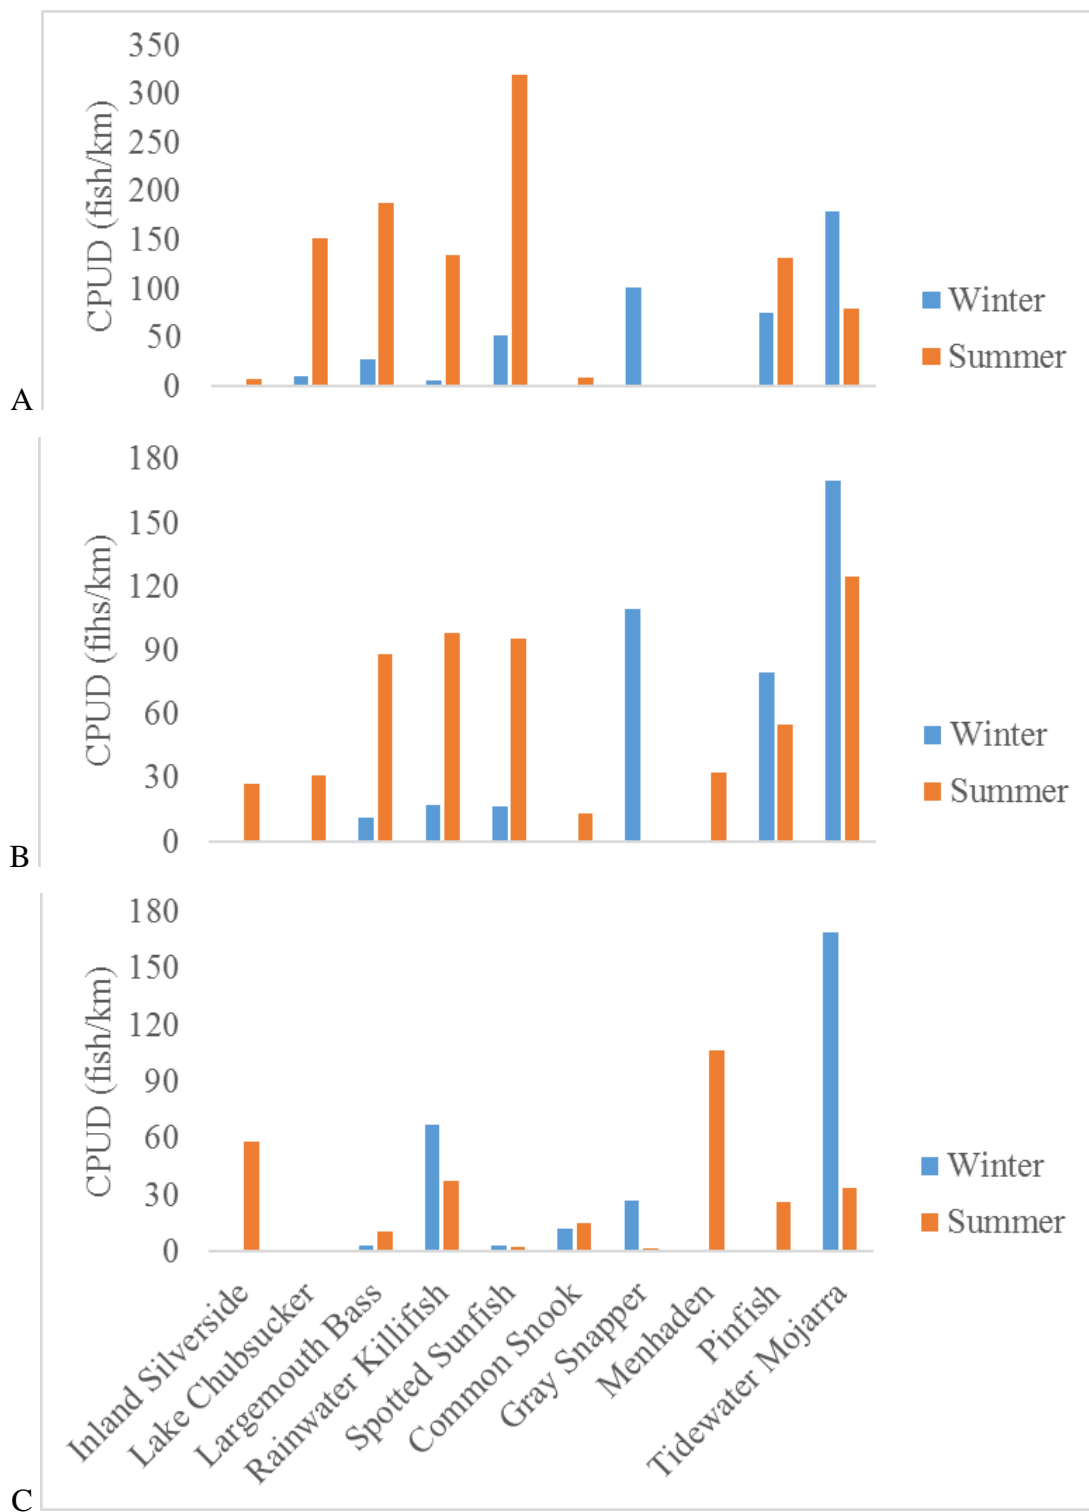 350
300
250
200
150
100
50
0
CPUD (fish/km)
Winter
Summer
A
180
150
120
90
60
30
0
CPUD (fihs/km)
Winter
Summer
B
180
150
120
90
60
30
0
CPUD (fish/km)
Winter
Summer
Inland Silverside
Lake Chubsucker
Largemouth Bass
Rainwater Killifish
Spotted Sunfish
Common Snook
Gray Snapper
Menhaden
Pinfish
Tidewater Mojarra
C